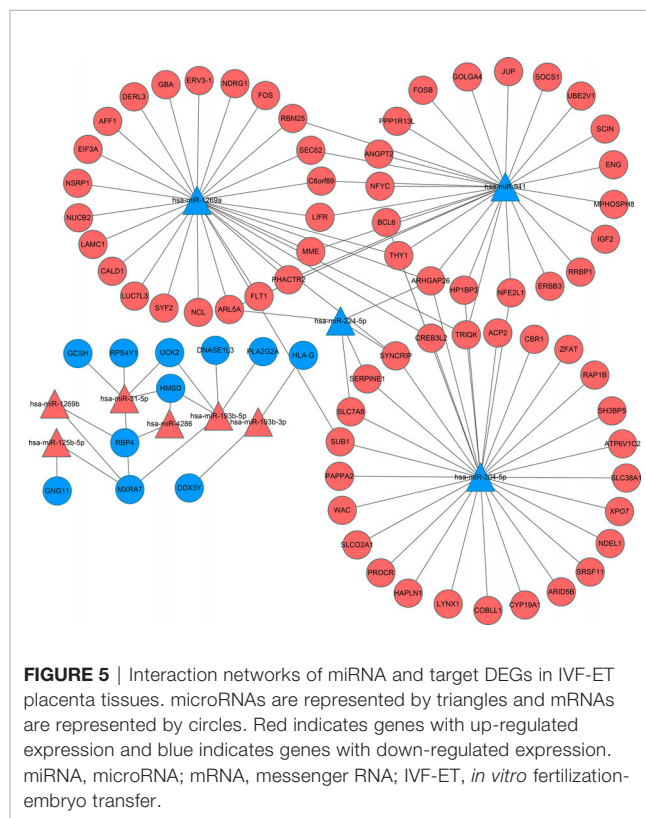 ERV3-1
GBA
NDRG1
DERL3
FOS
AFF1
RBM25
EIF3A
SEC62
NSRP1
C6orf89
NUCB2
hsa-miR-1269a
LIFR
LAMC1
MME
CALD1
PHACTR2
LUC7L3
FLT1
SYF2
NCL
ARL5A
JUP
GOLGA4
SOCS1
FOSB
UBE2V1
PPP1R13L
SCIN
ANGPT2
ENG
NFYC
hsa-miR-941
MPHOSPH8
BCL6
IGF2
THY1
RRBP1
ARHGAP26
ERBB3
HP1BP3
NFE2L1
hsa-miR-324-5p
CREB3L2
TRIQK
ACP2
CBR1
SYNCRIP
ZFAT
SERPINE1
RAP1B
SLC7A8
SH3BP5
SUB1
ATP6V1C2
PAPPA2
hsa-miR-204-5p
SLC38A1
WAC
XPO7
SLCO2A1
NDEL1
PROCR
SRSF11
HAPLN1
ARID5B
LYNX1
COBLL1
CYP19A1
GCSH
RPS4Y1
UCK2
DNASE1L3
PLA2G2A
HLA-G
HMSD
hsa-miR-1269b
hsa-miR-31-5p
hsa-miR-4286
hsa-miR-193b-5p
hsa-miR-193b-3p
hsa-miR-125b-5p
RBP4
GNG11
MXRA7
DDX3Y
FIGURE 5 | Interaction networks of miRNA and target DEGs in IVF-ET
placenta tissues. microRNAs are represented by triangles and mRNAs
are represented by circles. Red indicates genes with up-regulated
expression and blue indicates genes with down-regulated expression.
miRNA, microRNA; mRNA, messenger RNA; IVF-ET, in vitro fertilization-
embryo transfer.